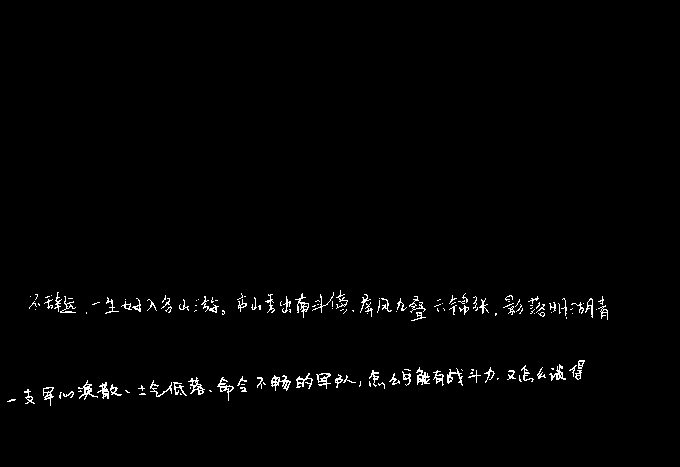 不辞远,一生好入名山游。庐山秀出南斗傍、屏风九叠云锦张,影落明湖青
一支军心涣散、士气低落、命令不畅的军队,怎么可能有战斗力.又怎么谈得